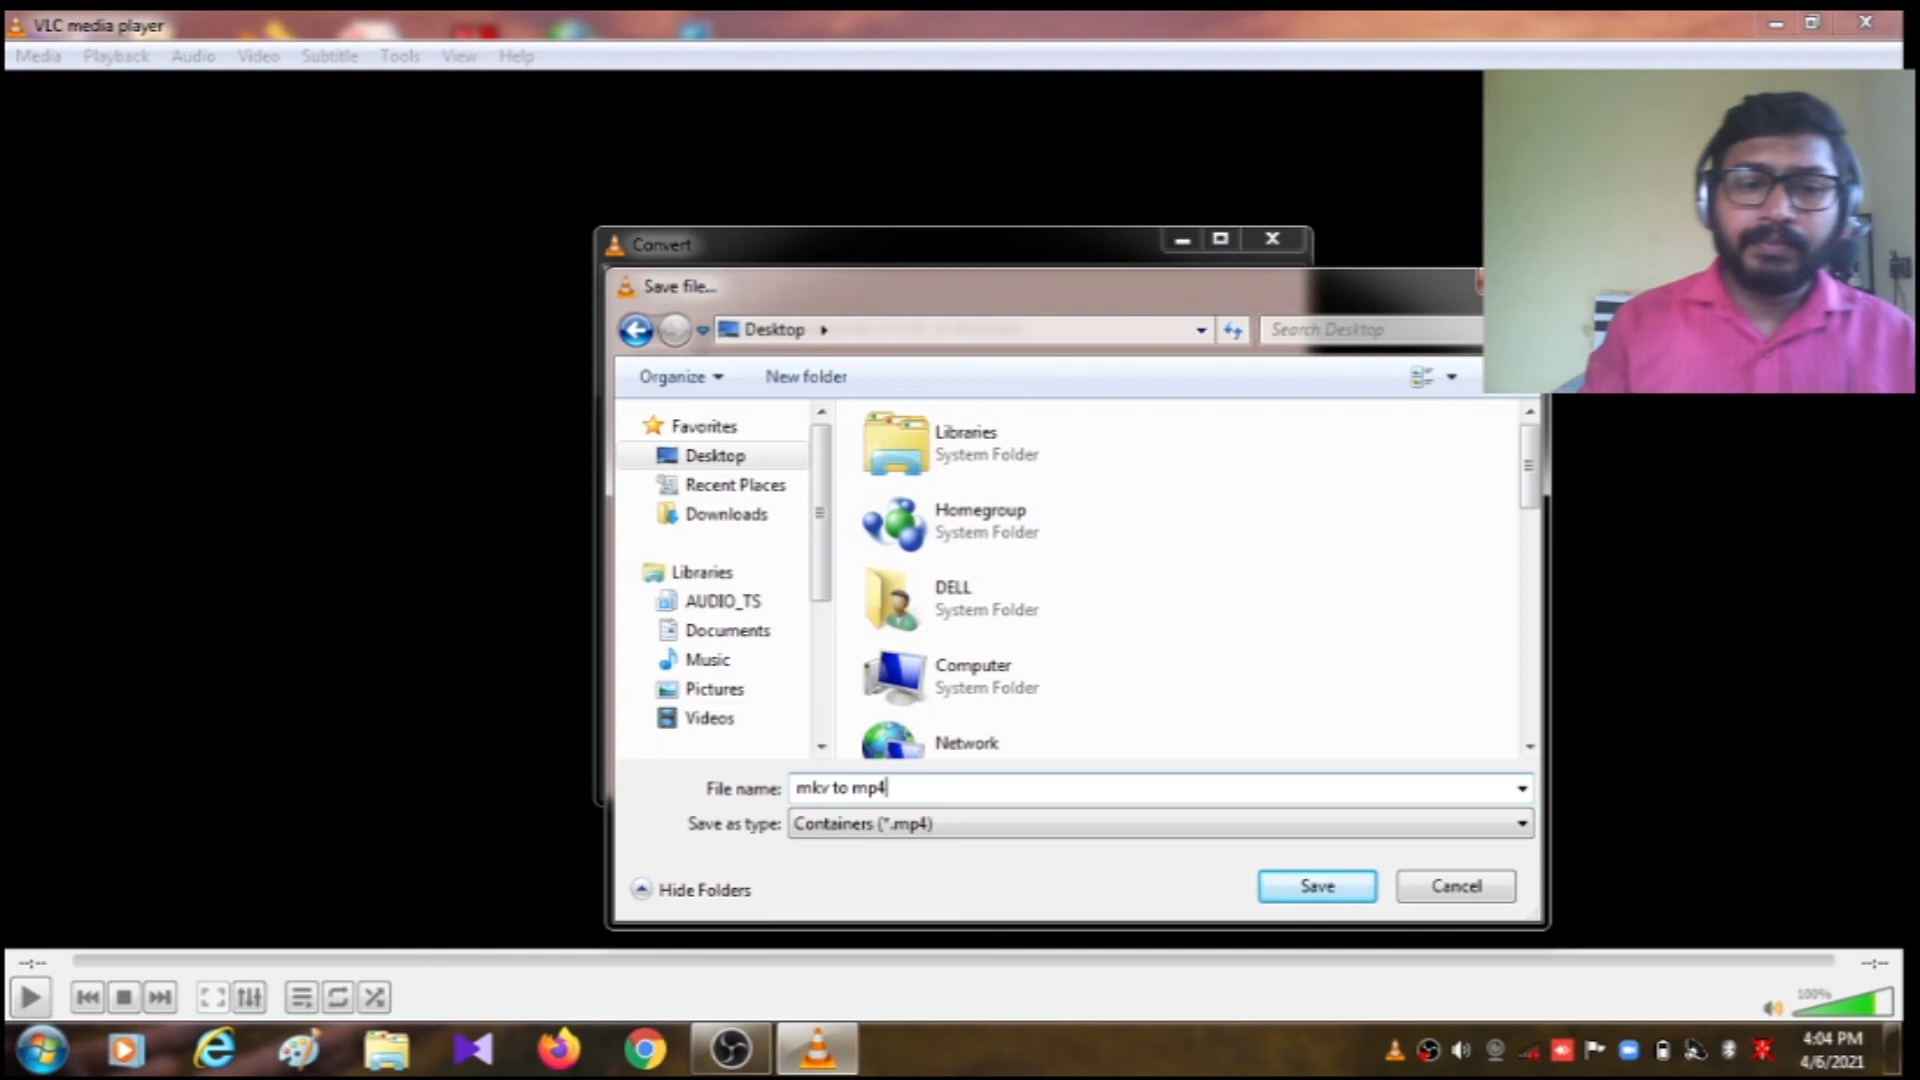 VLC media player
Media Playback Audio Video Subtitle Tools View Help
Convert
Save file...
Desktop
Search Desktop
Organize New folder
Favorites
Desktop
Recent Places
Downloads
Libraries
AUDIO_TS
Documents
Music
Pictures
Videos
Libraries
System Folder
Homegroup
System Folder
DELL
System Folder
Computer
System Folder
Network
File name: mkv to mp4
Save as type: Containers (*.mp4)
Hide Folders
Save Cancel
--:-- --:--
100%
4:04 PM
4/6/2021